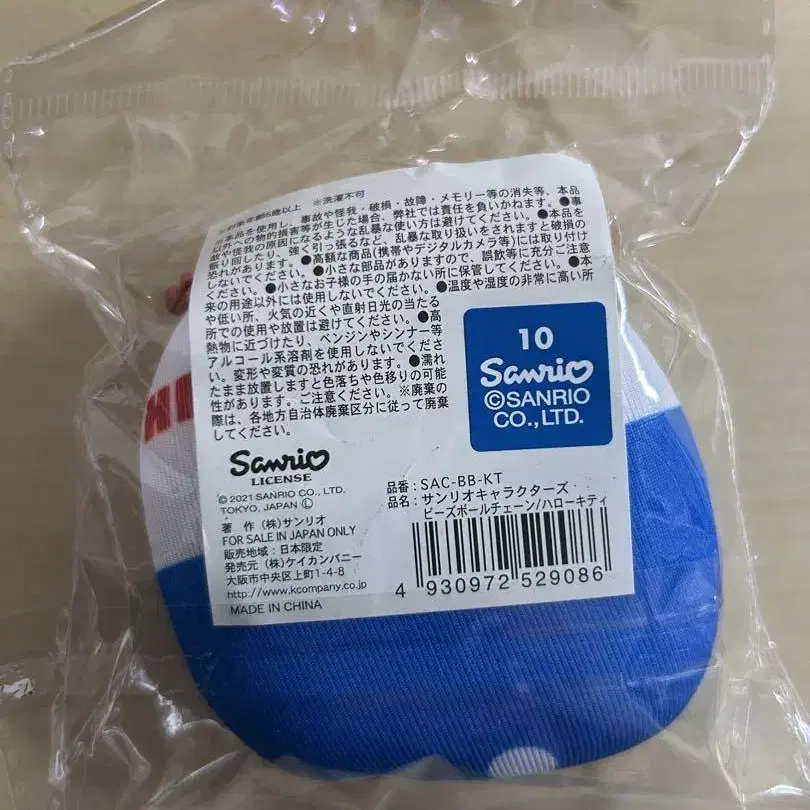 ※対象年齢6歳以上 ※洗濯不可
※本品を使用し、事故や怪我・破損・故障・メモリー等の消失等、本品
以外への物的損害等が生じた場合、弊社では責任を負いかねます。●事
故や怪我の原因になるような乱暴な使い方は避けてください。●本品を
振り回したり、強く引っ張るなど、乱暴な取り扱いをされますと破損の
恐れがあります。●高額な商品(携帯やデジタルカメラ等)には取り付け
しないでください。●小さな部品がありますので、誤飲等に充分ご注意
ください。●小さなお子様の手の届かない所に保管してください。●本
来の用途以外には使用しないでください。●温度や湿度の非常に高い所
や低い所、火気の近くや直射日光の当たる
所での使用や放置は避けてください。●高
熱物に近づけたり、ベンジンやシンナー等
アルコール系溶剤を使用しないでくださ
い。変形や変質の恐れがあります。●濡れ
たまま放置しますと色落ちや色移りの可能
性があります。ご注意ください。※廃棄の
際は、各地方自治体廃棄区分に従って廃棄
してください。
10
Sanrio
©SANRIO
CO.,LTD.
KI
Sanrio
LICENSE
© 2021 SANRIO CO., LTD.
TOKYO, JAPAN Ⓛ
著 作 (株)サンリオ
FOR SALE IN JAPAN ONLY
販売地域:日本限定
発売元 (株)ケイカンパニー
大阪市中央区上町1-4-8
http://www.kcompany.co.jp
MADE IN CHINA
品番:SAC-BB-KT
品名:サンリオキャラクターズ・
ビーズボールチェーン/ハローキティ
4 930972 529086